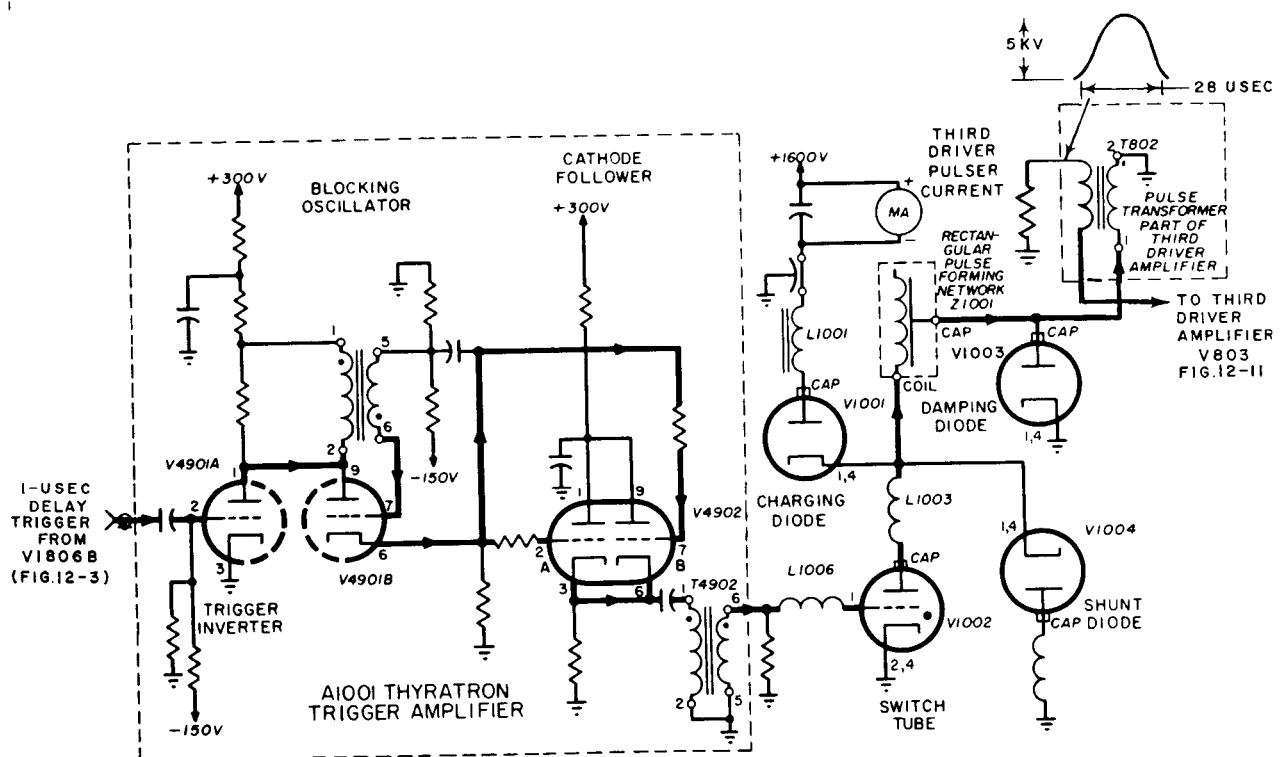 5KV
28 USEC
THIRD
DRIVER
PULSER
CURRENT
+1600V
+
MA
-
2
T802
1
PULSE
TRANSFORMER
PART OF
THIRD
DRIVER
AMPLIFIER
CATHODE
FOLLOWER
+300V
+300V
BLOCKING
OSCILLATOR
RECTAN-
GULAR
PULSE
FORMING
NETWORK
Z1001
CAP
COIL
TO THIRD
DRIVER
AMPLIFIER
V803
FIG.12-11
L1001
CAP
V1003
CAP
DAMPING
DIODE
1,4
CAP
V1001
1,4
CHARGING
DIODE
1
5
2
6
-150V
V4901A
1
9
1-USEC
DELAY
TRIGGER
FROM
V1806B
(FIG.12-3)
2
3
7
6
V4901B
TRIGGER
INVERTER
-150V
1
9
V4902
2
A
7
B
3
6
T4902
1
6
2
5
L1003
CAP
L1006
1
V1002
2,4
SWITCH
TUBE
1,4
V1004
SHUNT
DIODE
CAP
A1001 THYRATRON
TRIGGER AMPLIFIER